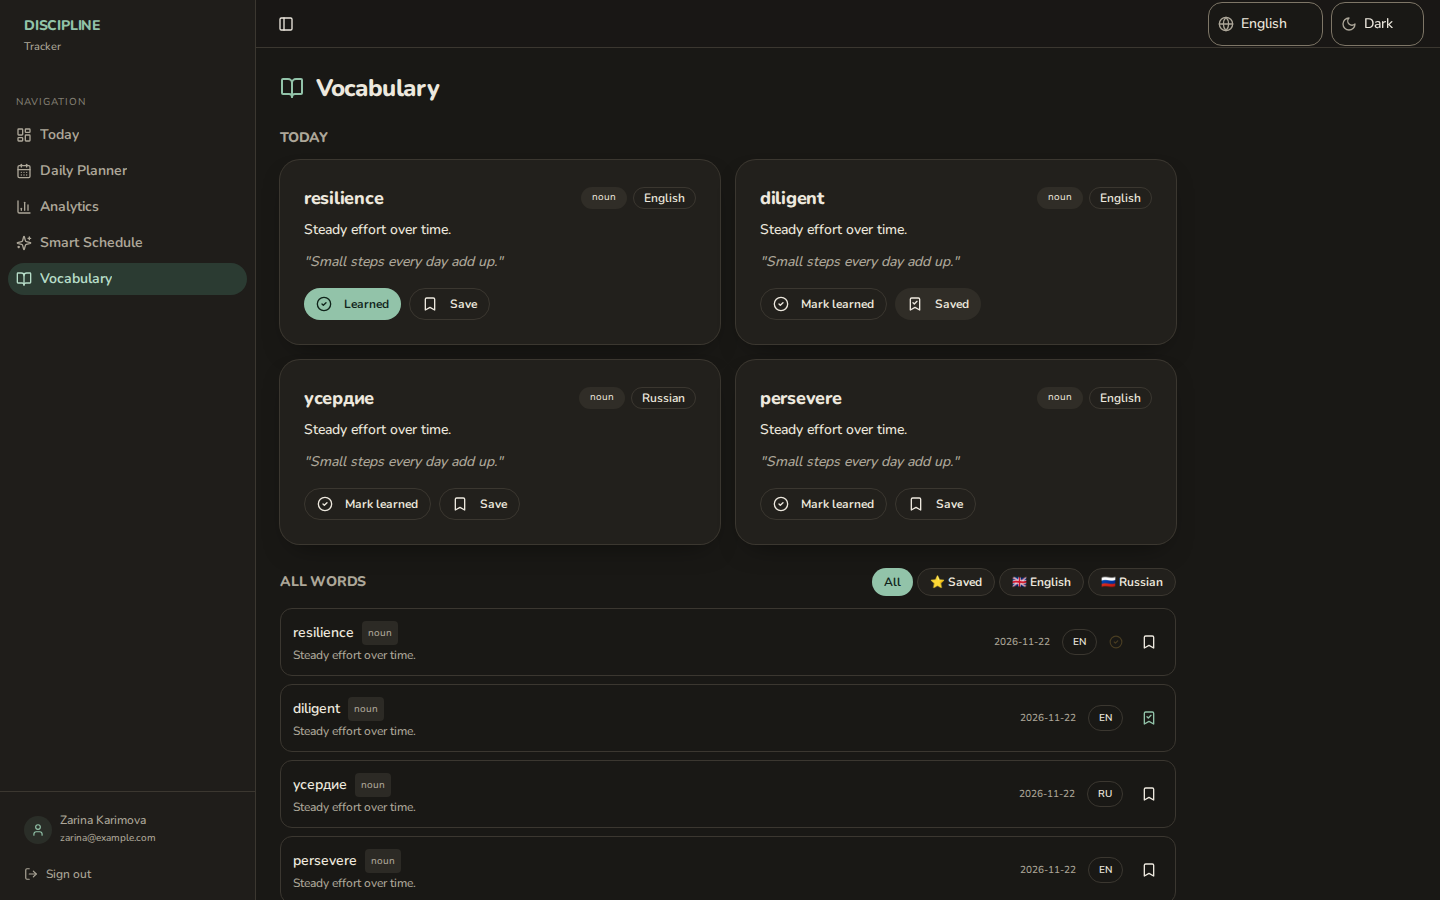 DISCIPLINE
Tracker
NAVIGATION
Today
Daily Planner
Analytics
Smart Schedule
Vocabulary
Zarina Karimova
zarina@example.com
Sign out
English
Dark
Vocabulary
TODAY
resilience noun English
Steady effort over time.
"Small steps every day add up."
Learned Save
diligent noun English
Steady effort over time.
"Small steps every day add up."
Mark learned Saved
усердие noun Russian
Steady effort over time.
"Small steps every day add up."
Mark learned Save
persevere noun English
Steady effort over time.
"Small steps every day add up."
Mark learned Save
ALL WORDS
All ⭐ Saved 🇬🇧 English 🇷🇺 Russian
resilience noun 2026-11-22 EN
Steady effort over time.
diligent noun 2026-11-22 EN
Steady effort over time.
усердие noun 2026-11-22 RU
Steady effort over time.
persevere noun 2026-11-22 EN
Steady effort over time.